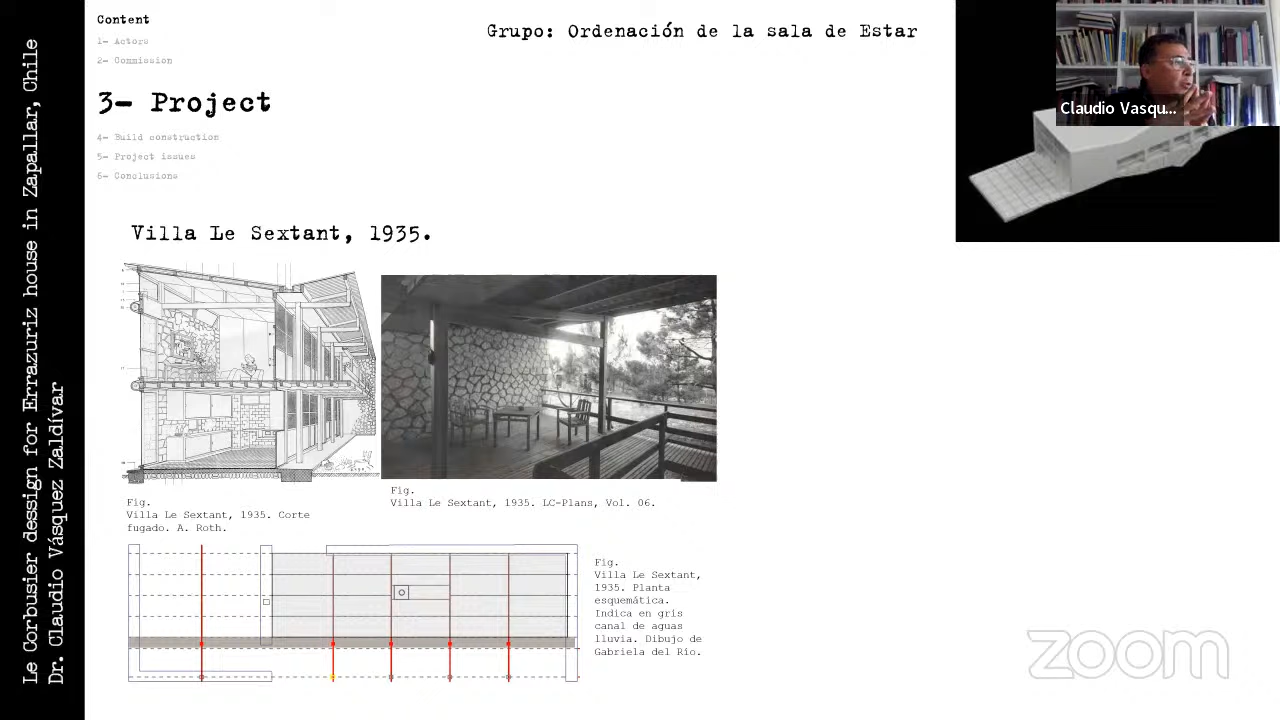 Content
1- Actors
2- Commission
3- Project
4- Build construction
5- Project issues
6- Conclusions
Grupo: Ordenación de la sala de Estar
Claudio Vasqu...
Le Corbusier dessign for Errazuriz house in Zapallar, Chile
Dr. Claudio Vásquez Zaldívar
Villa Le Sextant, 1935.
Fig.
Villa Le Sextant, 1935. Corte
fugado. A. Roth.
Fig.
Villa Le Sextant, 1935. LC-Plans, Vol. 06.
Fig.
Villa Le Sextant,
1935. Planta
esquemática.
Indica en gris
canal de aguas
lluvia. Dibujo de
Gabriela del Río.
zoom